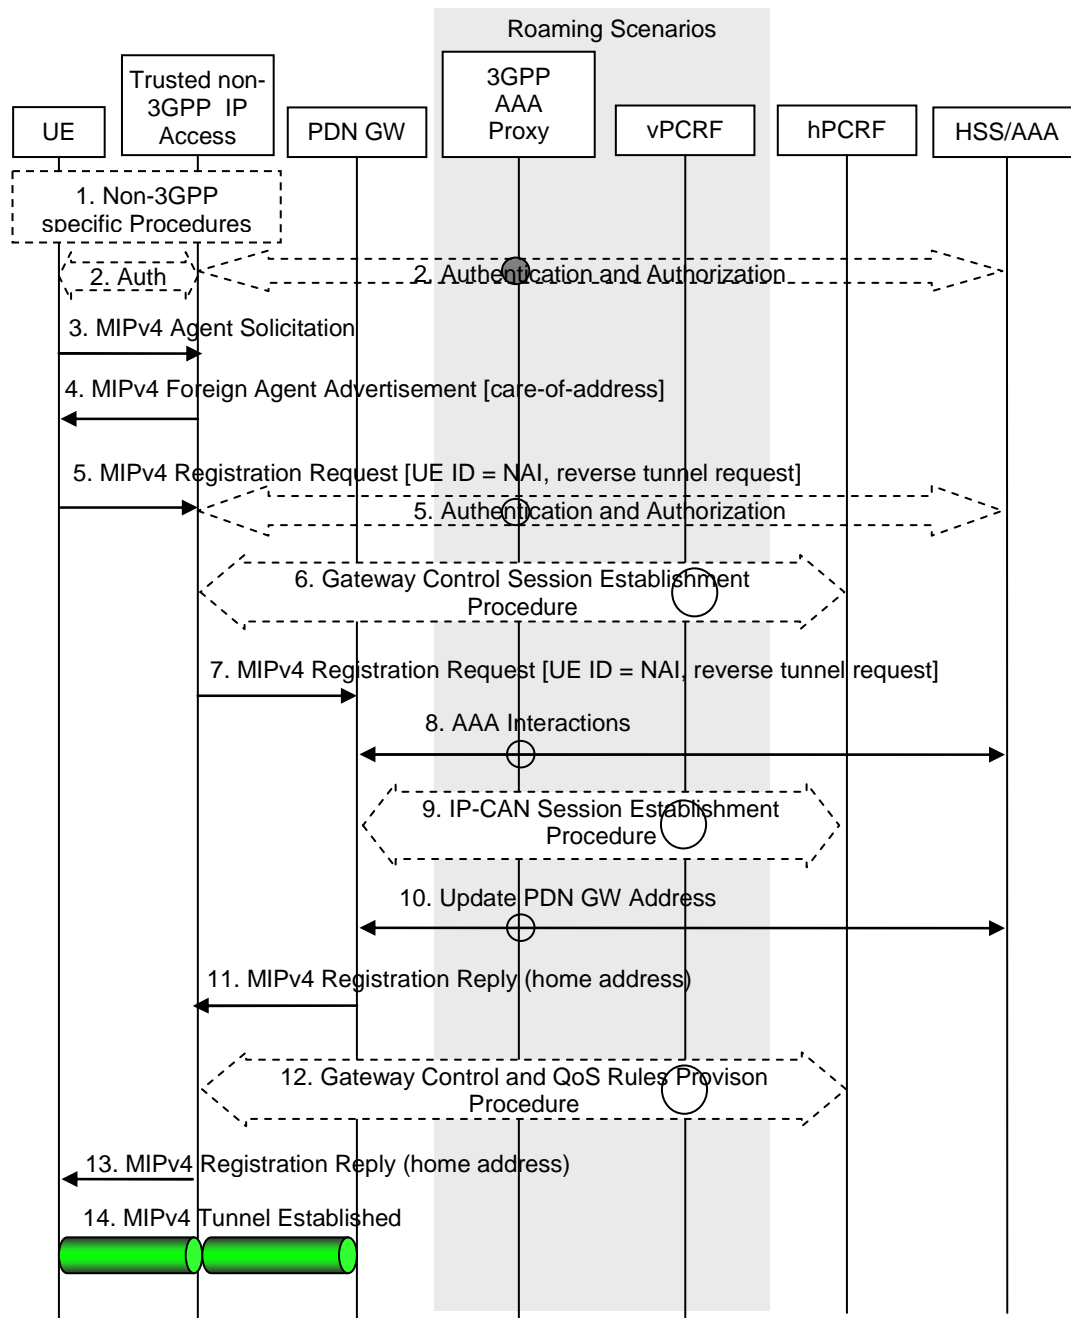 Roaming Scenarios
UE
Trusted non-
3GPP IP
Access
PDN GW
3GPP
AAA
Proxy
vPCRF
hPCRF
HSS/AAA
1. Non-3GPP
specific Procedures
2. Auth
2. Authentication and Authorization
3. MIPv4 Agent Solicitation
4. MIPv4 Foreign Agent Advertisement [care-of-address]
5. MIPv4 Registration Request [UE ID = NAI, reverse tunnel request]
5. Authentication and Authorization
6. Gateway Control Session Establishment
Procedure
7. MIPv4 Registration Request [UE ID = NAI, reverse tunnel request]
8. AAA Interactions
9. IP-CAN Session Establishment
Procedure
10. Update PDN GW Address
11. MIPv4 Registration Reply (home address)
12. Gateway Control and QoS Rules Provison
Procedure
13. MIPv4 Registration Reply (home address)
14. MIPv4 Tunnel Established